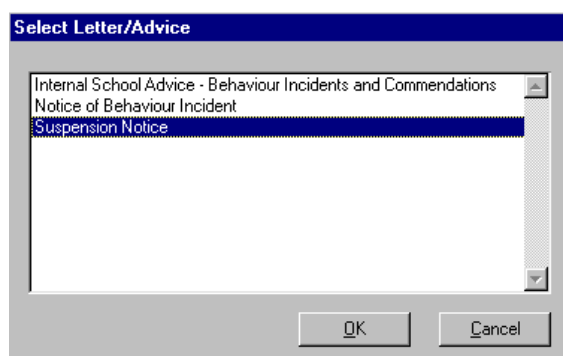 Select Letter/Advice
Internal School Advice - Behaviour Incidents and Commendations
Notice of Behaviour Incident
Suspension Notice
OK
Cancel